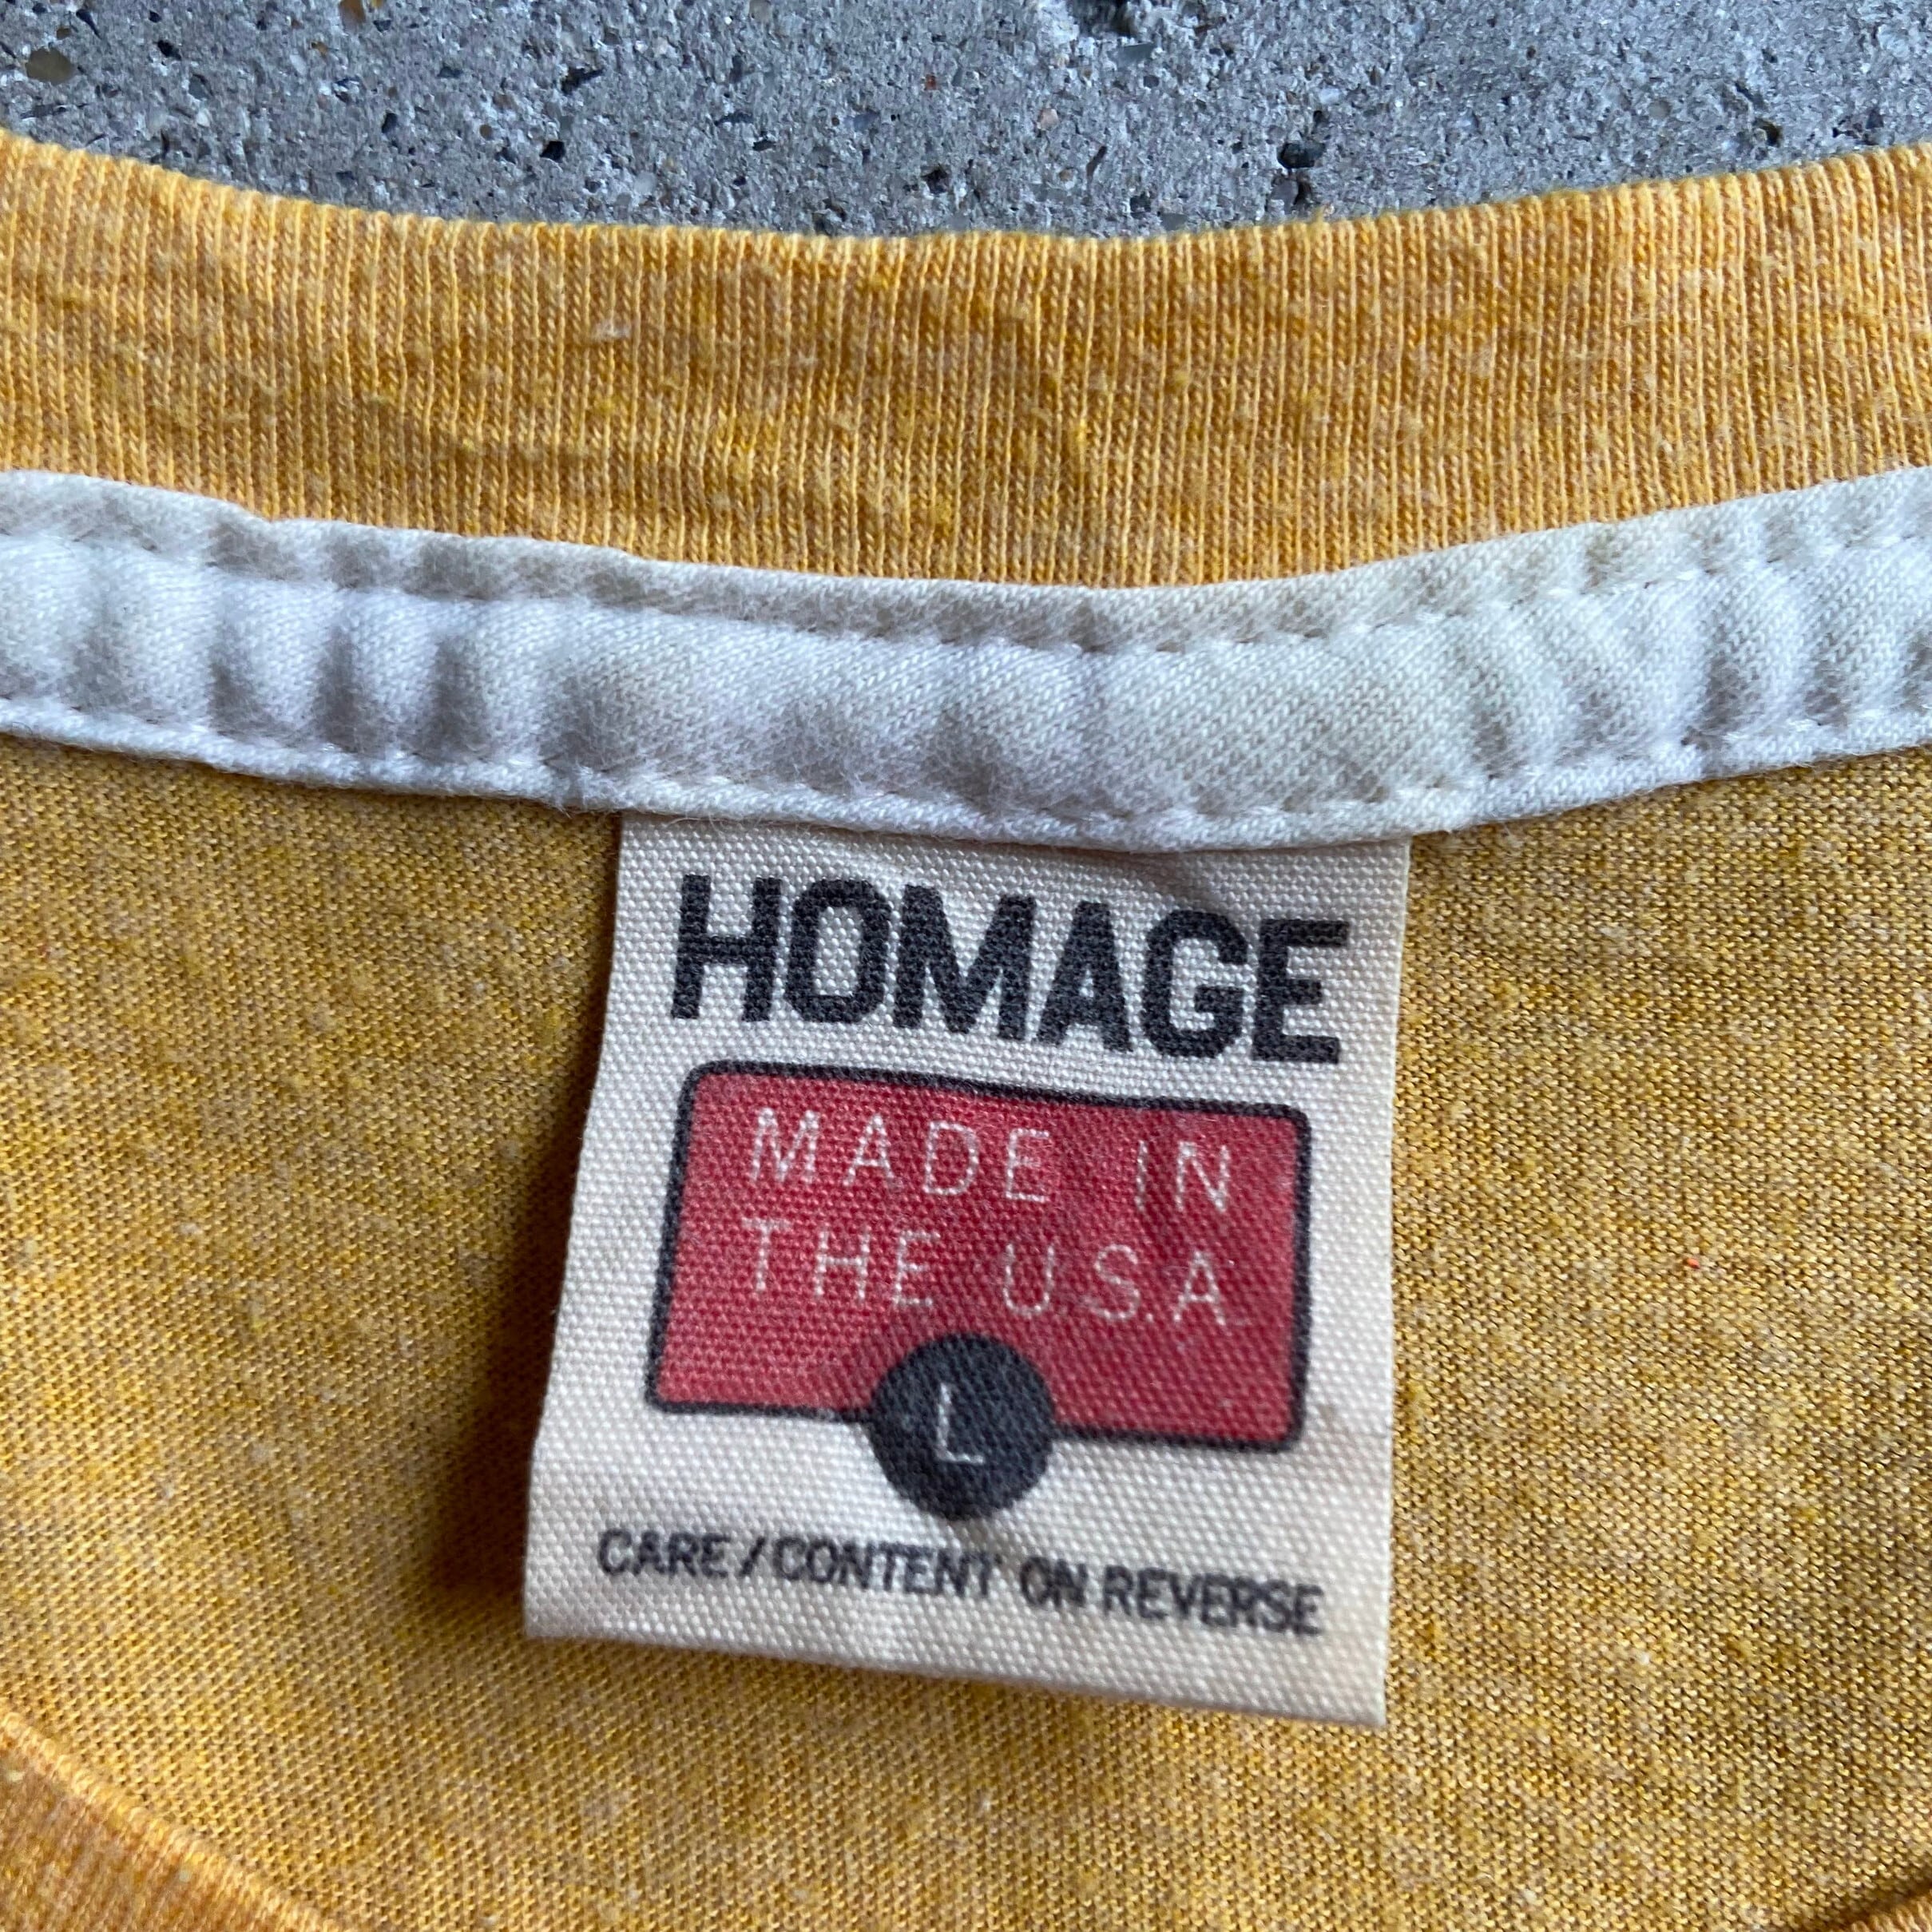 HOMAGE
MADE IN
THE U.S.A.
L
CARE / CONTENT ON REVERSE